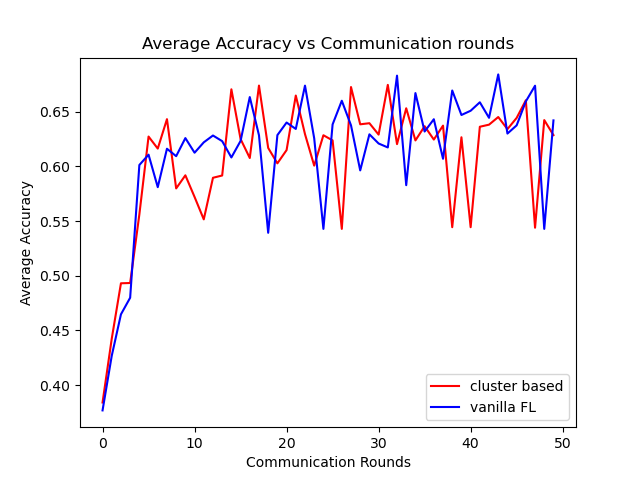 Average Accuracy vs Communication rounds
Average Accuracy
0.65
0.60
0.55
0.50
0.45
0.40
cluster based
vanilla FL
0 10 20 30 40 50
Communication Rounds